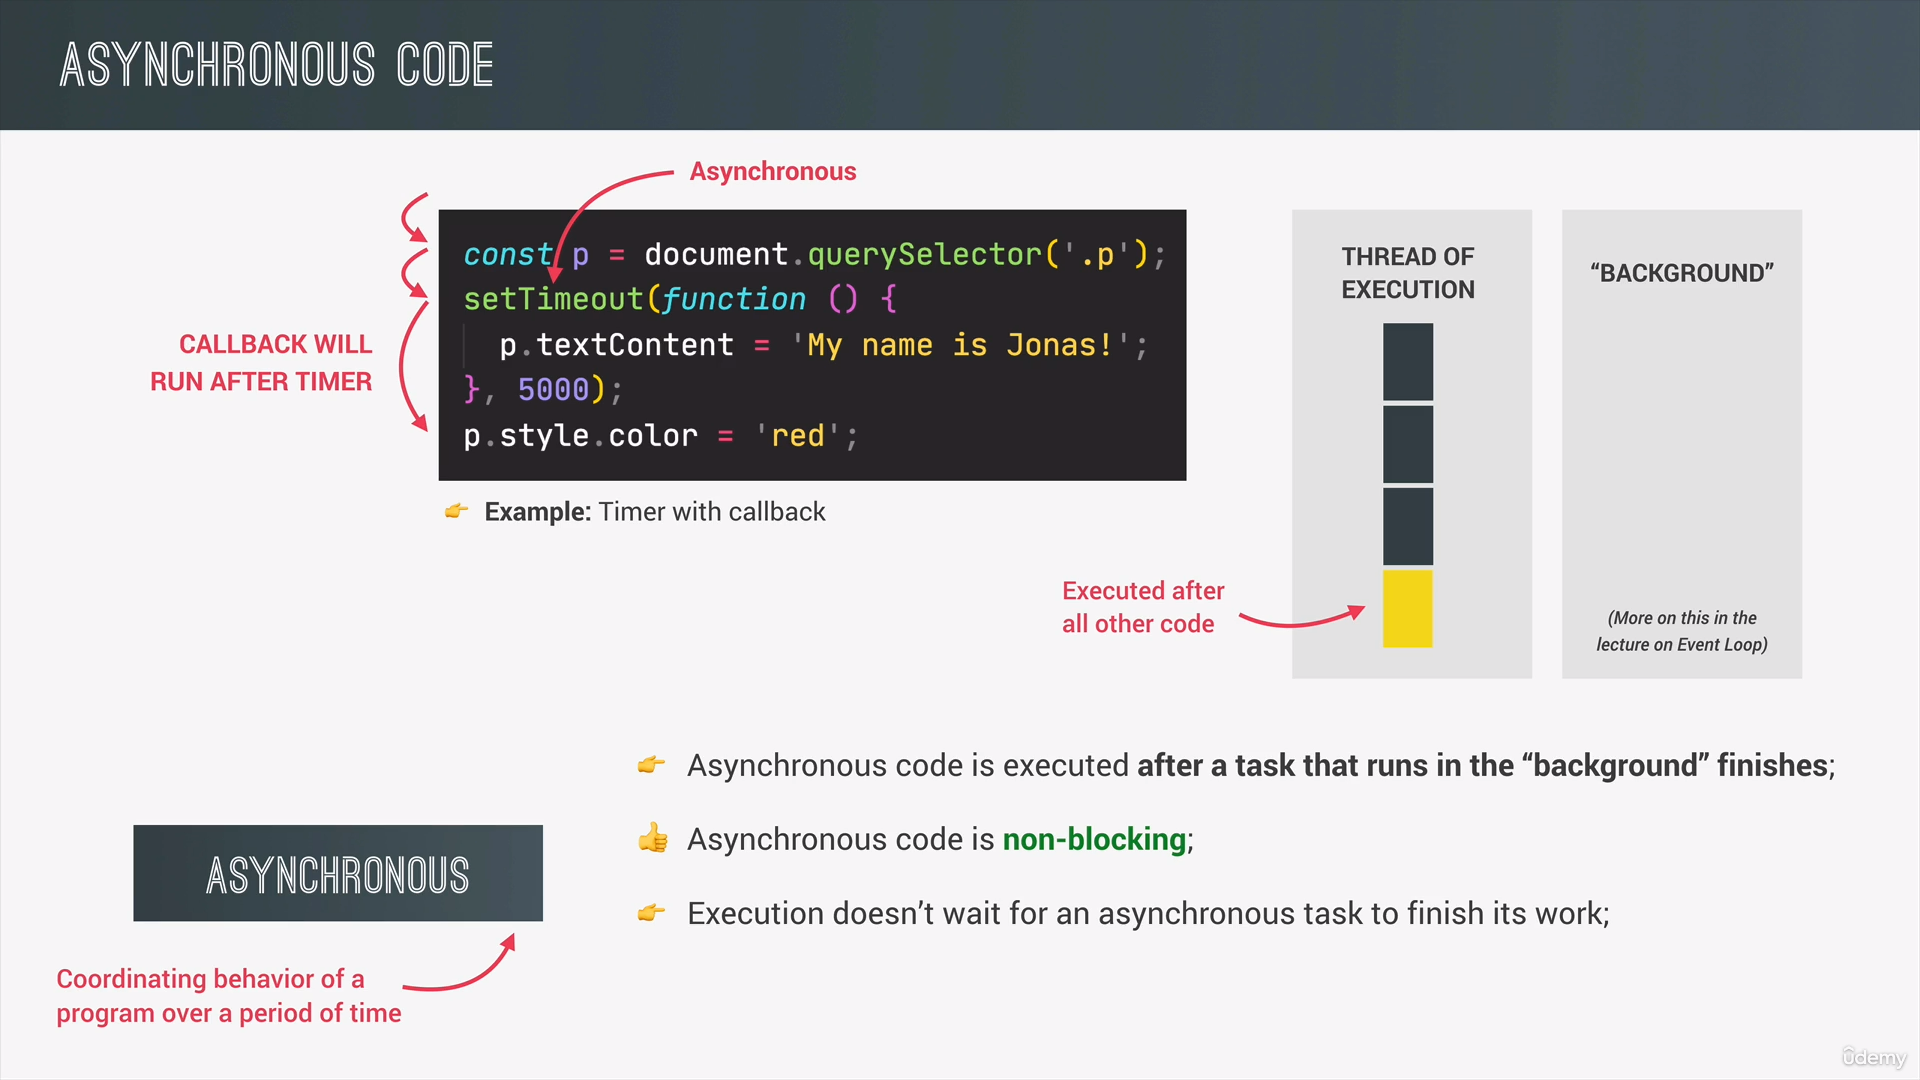 ASYNCHRONOUS CODE
Asynchronous
const p = document.querySelector('.p');
setTimeout(function () {
  p.textContent = 'My name is Jonas!';
}, 5000);
p.style.color = 'red';
CALLBACK WILL
RUN AFTER TIMER
👉 Example: Timer with callback
THREAD OF
EXECUTION
“BACKGROUND”
Executed after
all other code
(More on this in the
lecture on Event Loop)
👉 Asynchronous code is executed after a task that runs in the “background” finishes;
👍 Asynchronous code is non-blocking;
👉 Execution doesn’t wait for an asynchronous task to finish its work;
ASYNCHRONOUS
Coordinating behavior of a
program over a period of time
ûdemy